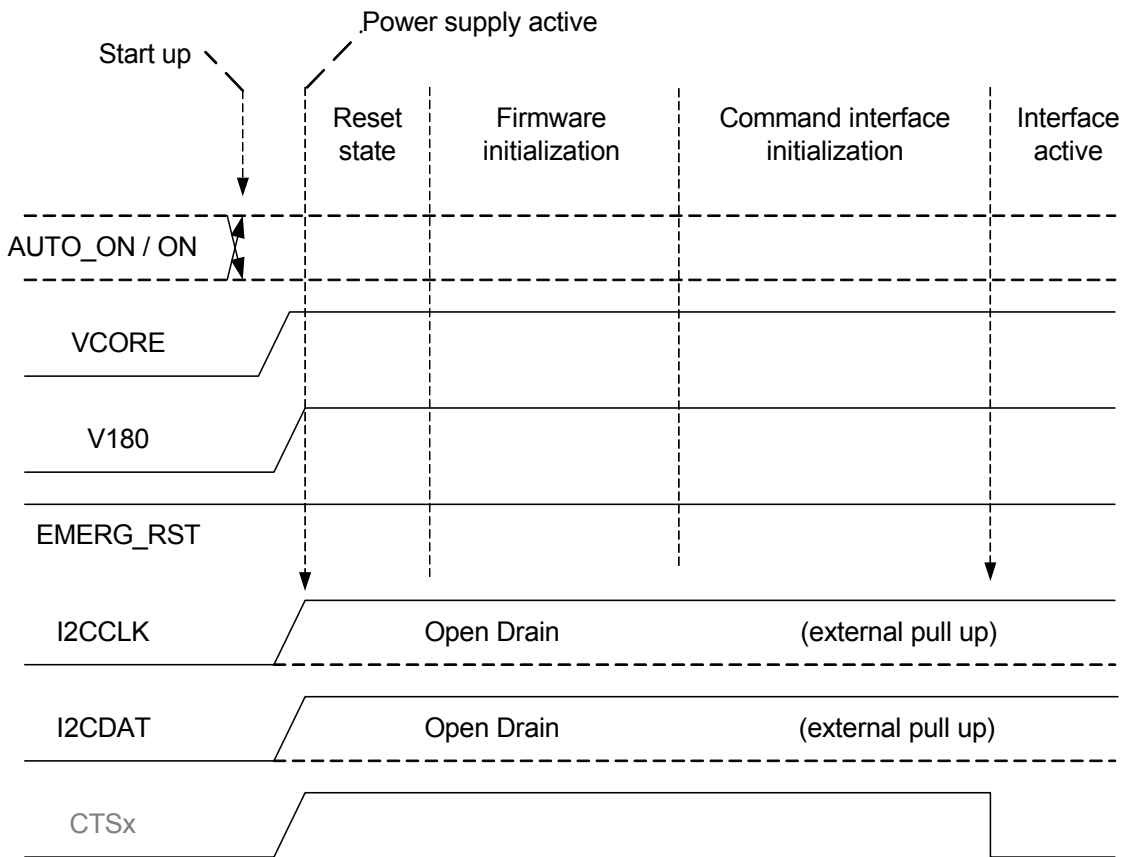 Power supply active
Start up
Reset
state
Firmware
initialization
Command interface
initialization
Interface
active
AUTO_ON / ON
VCORE
V180
EMERG_RST
I2CCLK
Open Drain
(external pull up)
I2CDAT
Open Drain
(external pull up)
CTSx